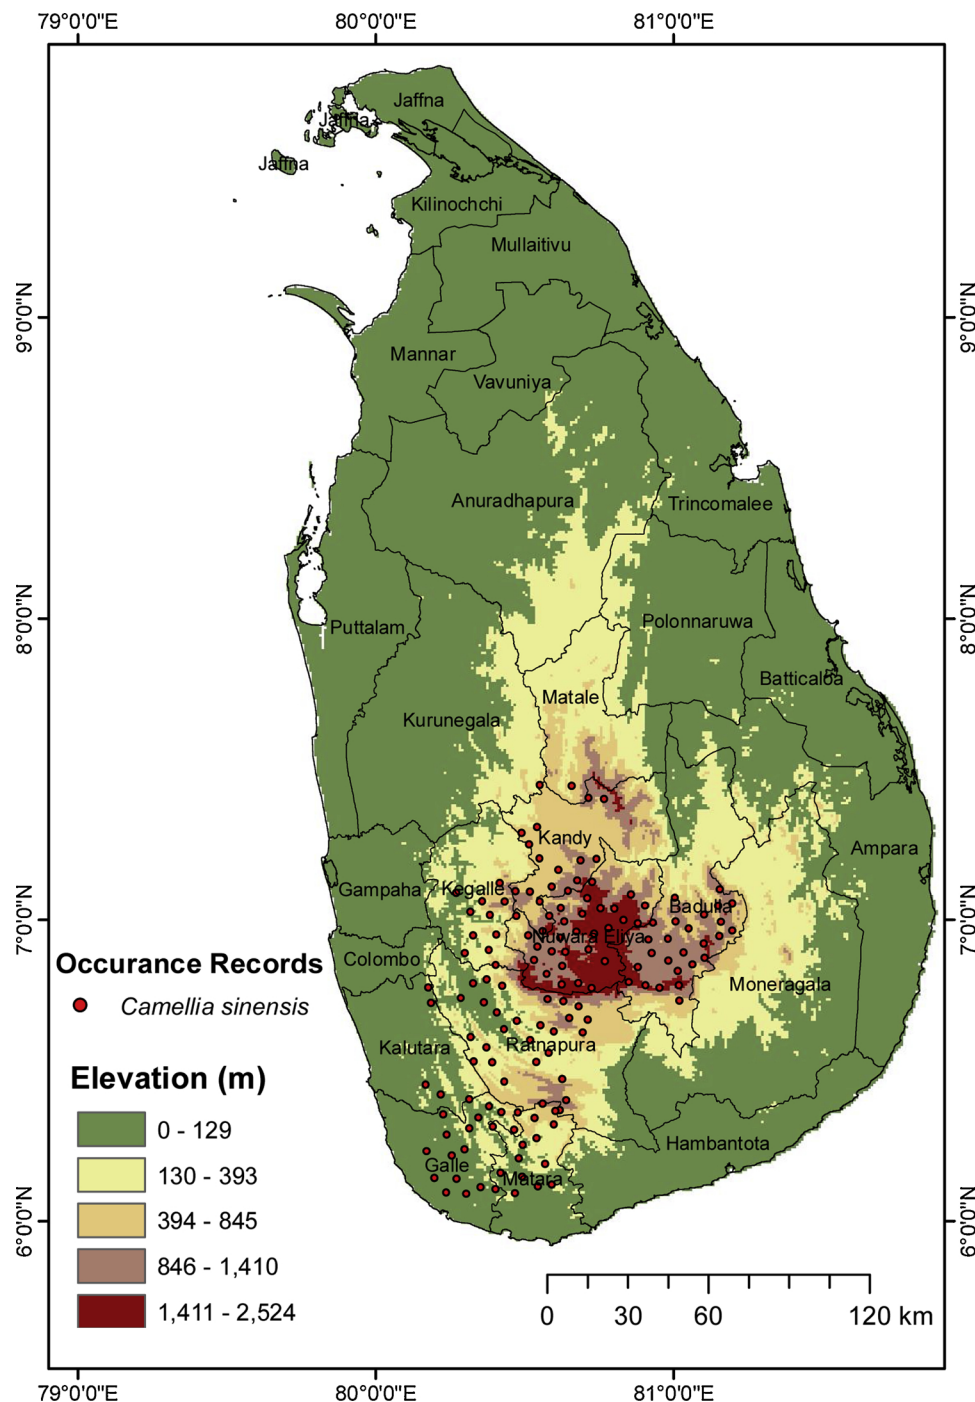 79°0'0"E 80°0'0"E 81°0'0"E
Jaffna
Jaffna
Jaffna
Kilinochchi
Mullaitivu
9°0'0"N 9°0'0"N
Mannar
Vavuniya
Anuradhapura
Trincomalee
8°0'0"N 8°0'0"N
Puttalam
Polonnaruwa
Batticaloa
Matale
Kurunegala
Kandy
Ampara
Gampaha
Kegalle
Badulla
7°0'0"N 7°0'0"N
Nuwara Eliya
Colombo
Moneragala
Occurance Records
Camellia sinensis
Kalutara
Ratnapura
Elevation (m)
0 - 129
130 - 393
394 - 845
846 - 1,410
1,411 - 2,524
Hambantota
Galle
Matara
6°0'0"N 6°0'0"N
0 30 60 120 km
79°0'0"E 80°0'0"E 81°0'0"E